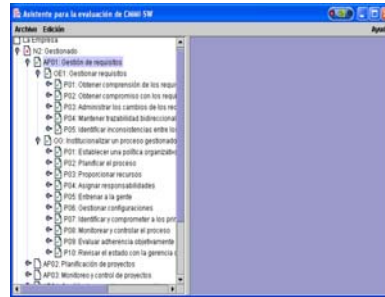 Asistente para la evaluación de CMMI SW
Archivo Edición Ayud
La Empresa
N2: Gestionado
AP01: Gestión de requisitos
OE1: Gestionar requisitos
P01: Obtener comprensión de los requi
P02: Obtener compromiso con los requi
P03: Administrar los cambios de los rec
P04: Mantener trazabilidad bidireccional
P05: Identificar inconsistencias entre lo
OO: Institucionalizar un proceso gestionado
P01: Establecer una política organizativ
P02: Planificar el proceso
P03: Proporcionar recursos
P04: Asignar responsabilidades
P05: Entrenar a la gente
P06: Gestionar configuraciones
P07: Identificar y comprometer a los prin
P08: Monitorear y controlar el proceso
P09: Evaluar adherencia objetivamente
P10: Revisar el estado con la gerencia
AP02: Planificación de proyectos
AP03: Monitoreo y control de proyectos